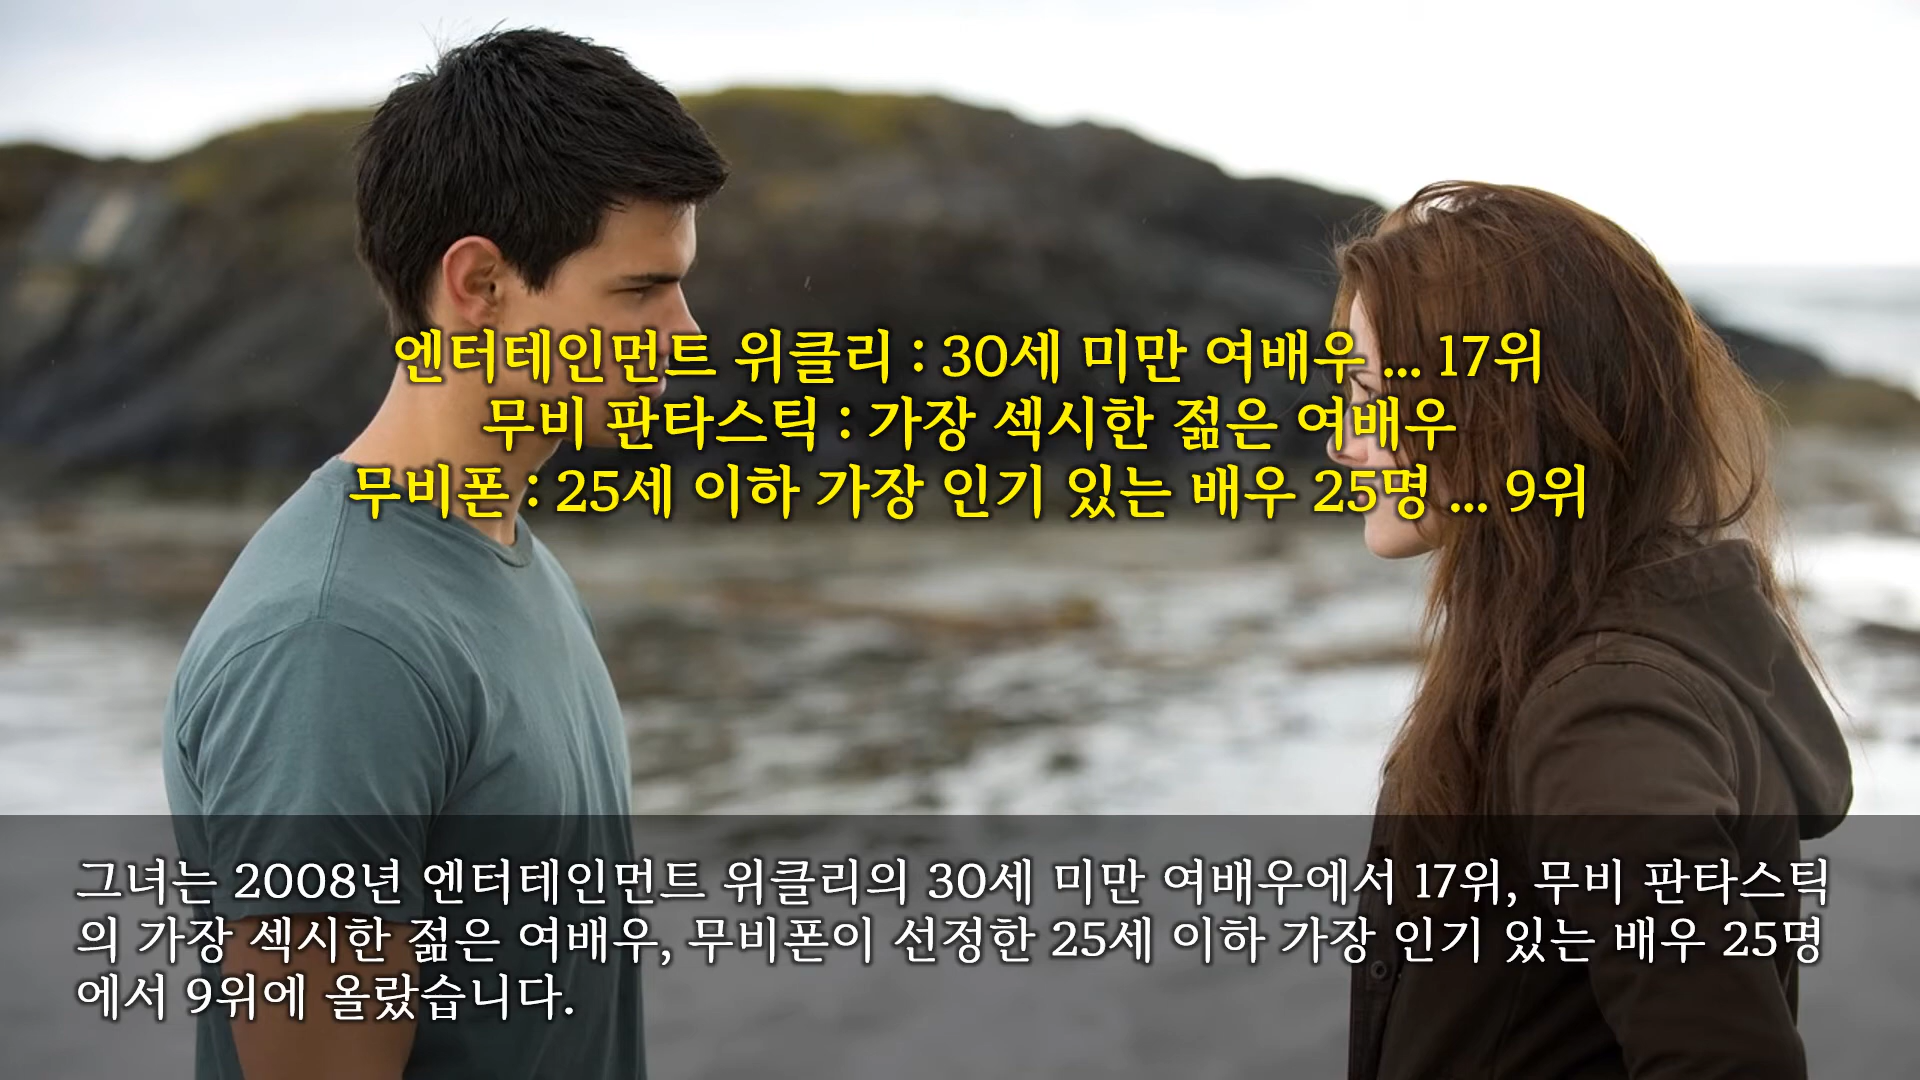 엔터테인먼트 위클리 : 30세 미만 여배우 ... 17위
무비 판타스틱 : 가장 섹시한 젊은 여배우
무비폰 : 25세 이하 가장 인기 있는 배우 25명 ... 9위
그녀는 2008년 엔터테인먼트 위클리의 30세 미만 여배우에서 17위, 무비 판타스틱
의 가장 섹시한 젊은 여배우, 무비폰이 선정한 25세 이하 가장 인기 있는 배우 25명
에서 9위에 올랐습니다.